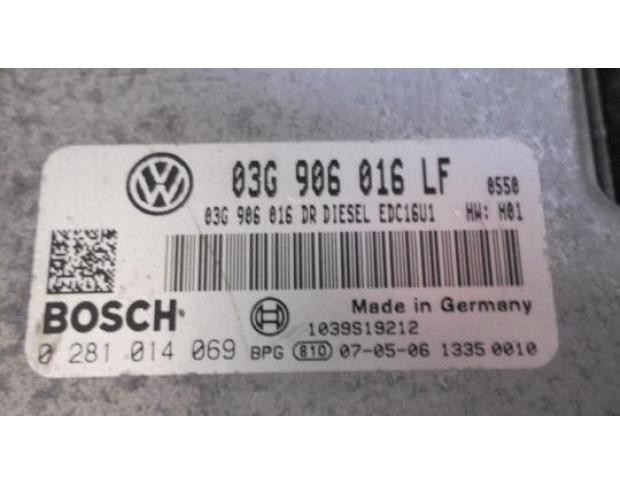 03G 906 016 LF 0550
03G 906 016 DR DIESEL EDC16U1 HW: H01
BOSCH Made in Germany
1039S19212
0 281 014 069 BPG 810 07-05-06 1335 0010